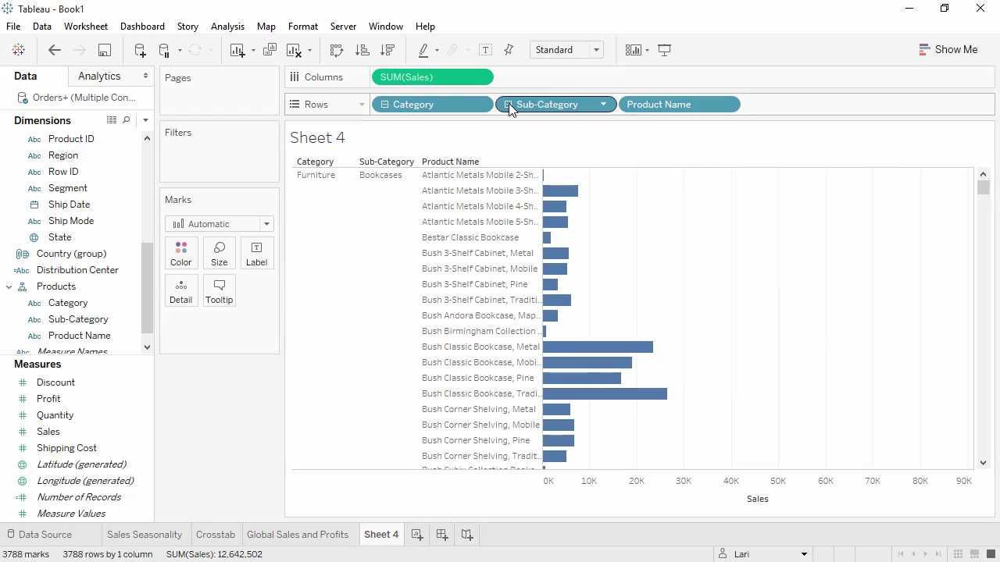 Tableau - Book1
File Data Worksheet Dashboard Story Analysis Map Format Server Window Help
Standard
Show Me
Data
Analytics
Orders+ (Multiple Con...
Dimensions
Abc Product ID
Abc Region
Abc Row ID
Abc Segment
Ship Date
Abc Ship Mode
State
Country (group)
=Abc Distribution Center
Products
Abc Category
Abc Sub-Category
Abc Product Name
Abc Measure Names
Measures
# Discount
# Profit
# Quantity
# Sales
# Shipping Cost
Latitude (generated)
Longitude (generated)
=# Number of Records
# Measure Values
Pages
Filters
Marks
Automatic
Color
Size
Label
Detail
Tooltip
Columns
SUM(Sales)
Rows
Category
Sub-Category
Product Name
Sheet 4
Category Sub-Category Product Name
Furniture Bookcases Atlantic Metals Mobile 2-Sh..
Atlantic Metals Mobile 3-Sh..
Atlantic Metals Mobile 4-Sh..
Atlantic Metals Mobile 5-Sh..
Bestar Classic Bookcase
Bush 3-Shelf Cabinet, Metal
Bush 3-Shelf Cabinet, Mobile
Bush 3-Shelf Cabinet, Pine
Bush 3-Shelf Cabinet, Traditi..
Bush Andora Bookcase, Map..
Bush Birmingham Collection ..
Bush Classic Bookcase, Metal
Bush Classic Bookcase, Mobi..
Bush Classic Bookcase, Pine
Bush Classic Bookcase, Tradi..
Bush Corner Shelving, Metal
Bush Corner Shelving, Mobile
Bush Corner Shelving, Pine
Bush Corner Shelving, Tradit..
0K 10K 20K 30K 40K 50K 60K 70K 80K 90K
Sales
Data Source Sales Seasonality Crosstab Global Sales and Profits Sheet 4
3788 marks 3788 rows by 1 column SUM(Sales): 12,642,502
Lari